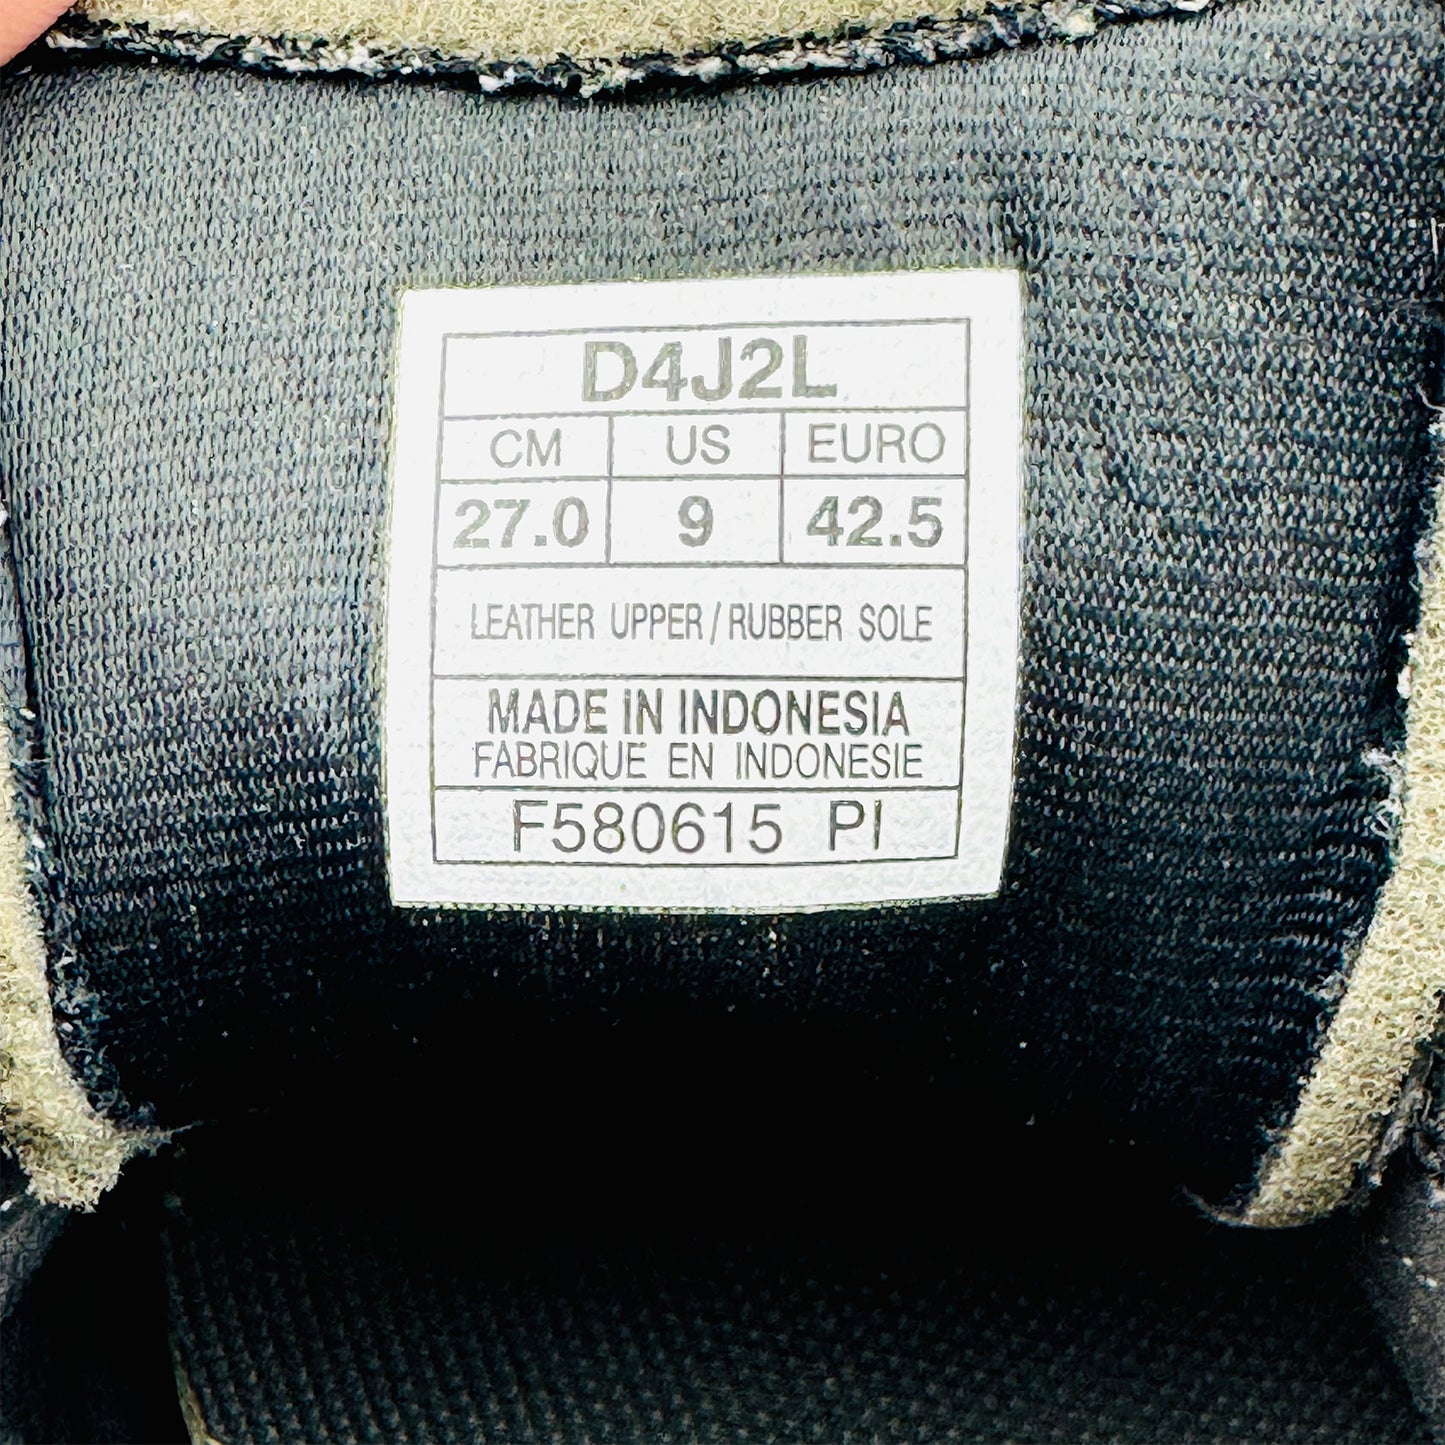 D4J2L
CM US EURO
27.0 9 42.5
LEATHER UPPER/RUBBER SOLE
MADE iN INDONESIA
FABRIQUE EN INDONESIE
F580615 PI